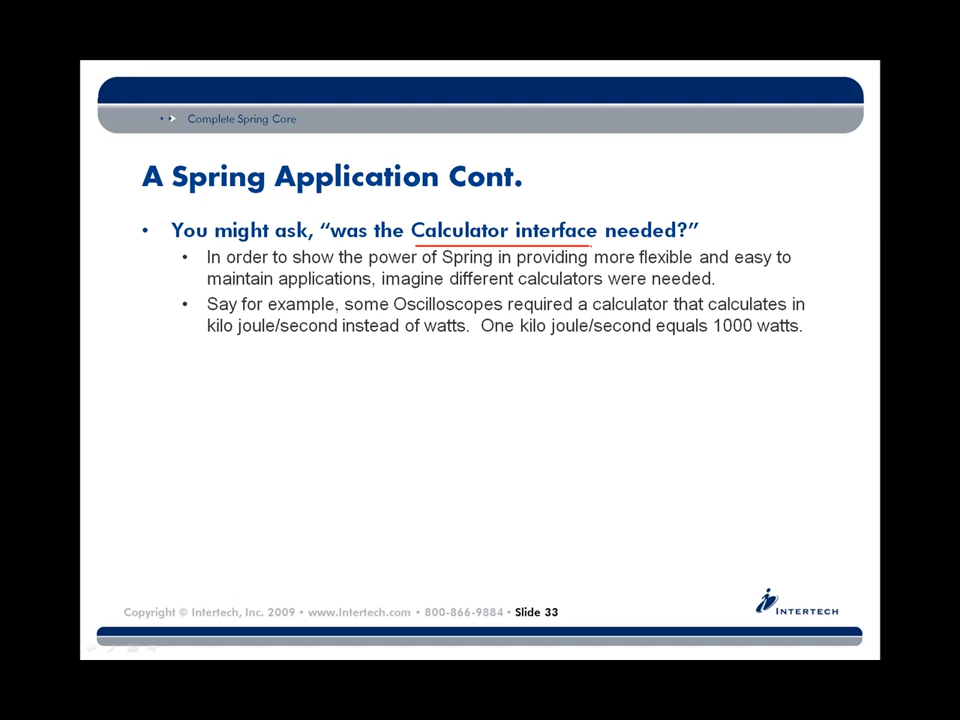 Complete Spring Core
A Spring Application Cont.
• You might ask, “was the Calculator interface needed?”
• In order to show the power of Spring in providing more flexible and easy to
maintain applications, imagine different calculators were needed.
• Say for example, some Oscilloscopes required a calculator that calculates in
kilo joule/second instead of watts.  One kilo joule/second equals 1000 watts.
Copyright © Intertech, Inc. 2009 • www.Intertech.com • 800-866-9884 • Slide 33
INTERTECH